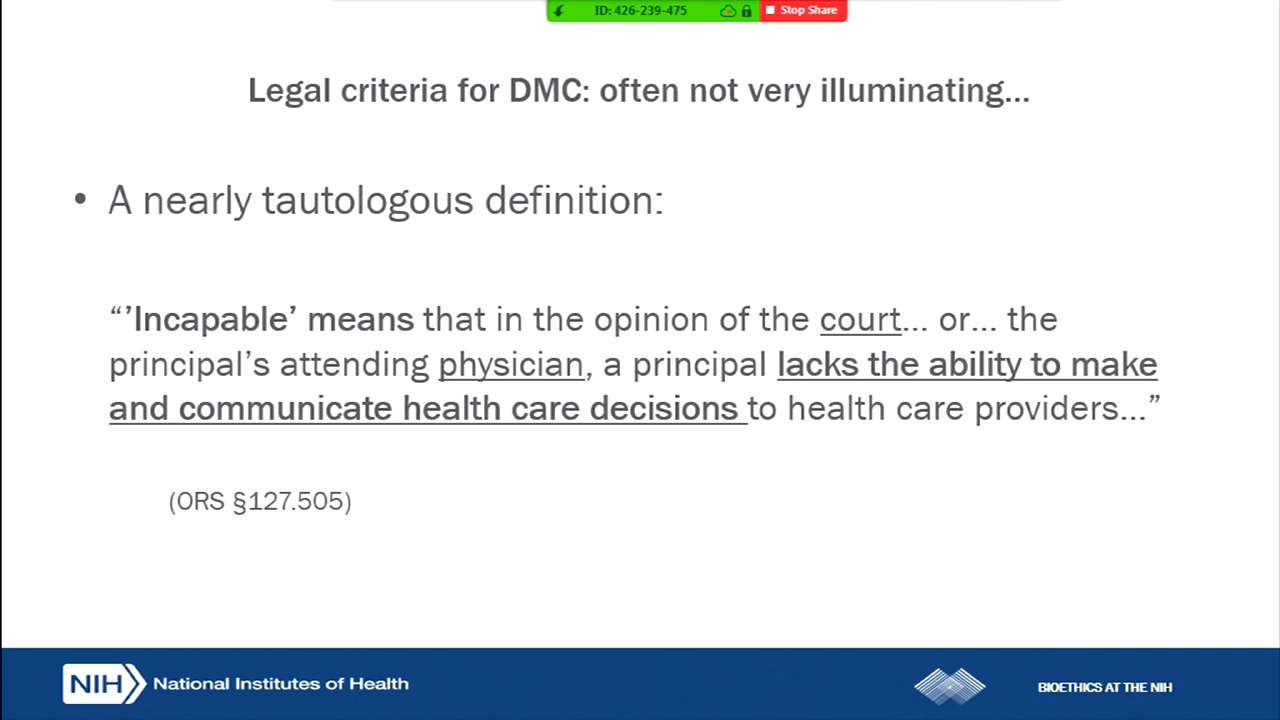 ID: 426-239-475
Stop Share
Legal criteria for DMC: often not very illuminating...
• A nearly tautologous definition:
“’Incapable’ means that in the opinion of the court... or... the
principal’s attending physician, a principal lacks the ability to make
and communicate health care decisions to health care providers...”
(ORS §127.505)
NIH National Institutes of Health
BIOETHICS AT THE NIH